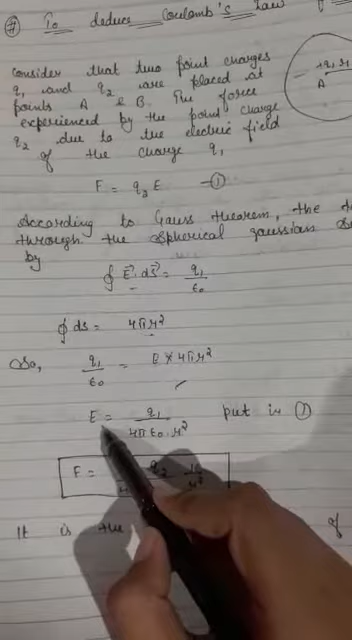 # To deduce Coulomb's Law
Consider that two point charges
q₁ and q₂ are placed at
points A & B. The force
experienced by the point charge
q₂ due to the electric field
of the charge q₁
A
F = q₂ E —①
According to Gauss theorem, the
through the spherical gaussian
by
∮ E⃗. ds⃗ = q₁/ε₀
∮ ds = 4πr²
So, q₁/ε₀ = E × 4πr²
E = q₁/4πε₀.r² put in ①
F = q₂
It is the of